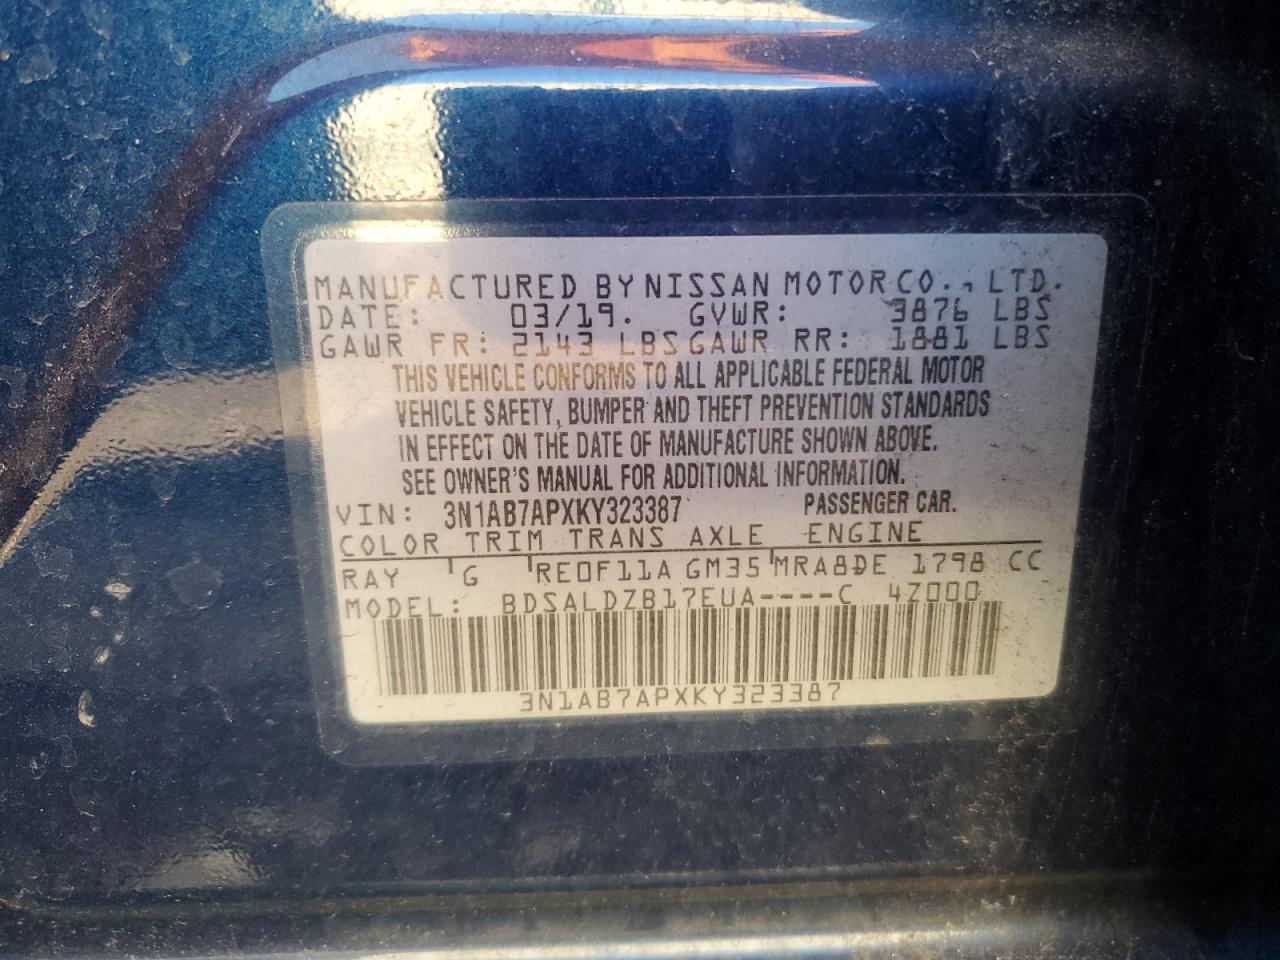 MANUFACTURED BY NISSAN MOTOR CO., LTD.
DATE: 03/19. GVWR: 3876 LBS
GAWR FR: 2143 LBS GAWR RR: 1881 LBS
THIS VEHICLE CONFORMS TO ALL APPLICABLE FEDERAL MOTOR
VEHICLE SAFETY, BUMPER AND THEFT PREVENTION STANDARDS
IN EFFECT ON THE DATE OF MANUFACTURE SHOWN ABOVE.
SEE OWNER'S MANUAL FOR ADDITIONAL INFORMATION.
VIN: 3N1AB7APXKY323387 PASSENGER CAR.
COLOR TRIM TRANS AXLE ENGINE
RAY G RE0F11A GM35 MRA8DE 1798 CC
MODEL: BDSALDZB17EUA----C 4Z000
3N1AB7APXKY323387